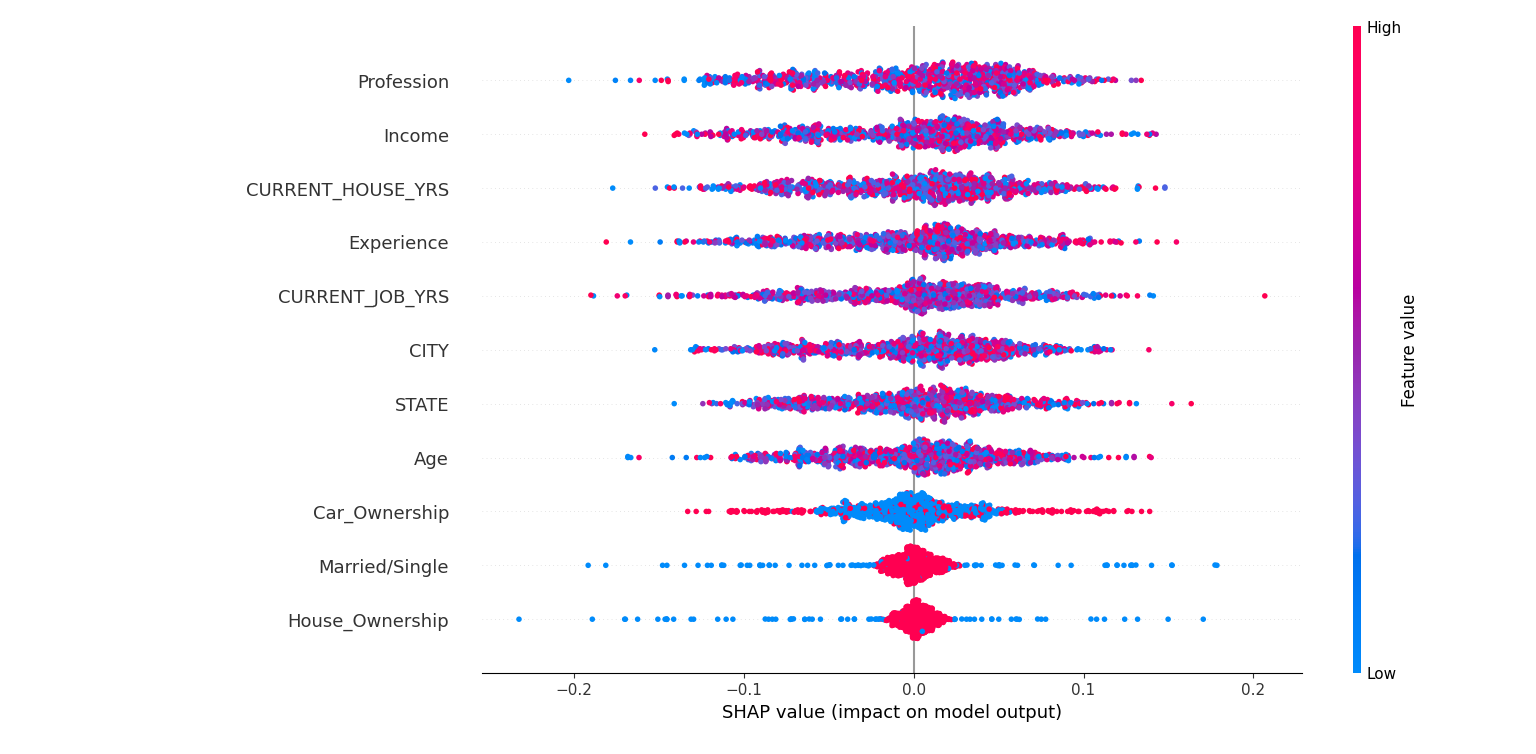 High
Profession
Income
CURRENT_HOUSE_YRS
Experience
CURRENT_JOB_YRS
CITY
STATE
Age
Car_Ownership
Married/Single
House_Ownership
Feature value
Low
−0.2 −0.1 0.0 0.1 0.2
SHAP value (impact on model output)